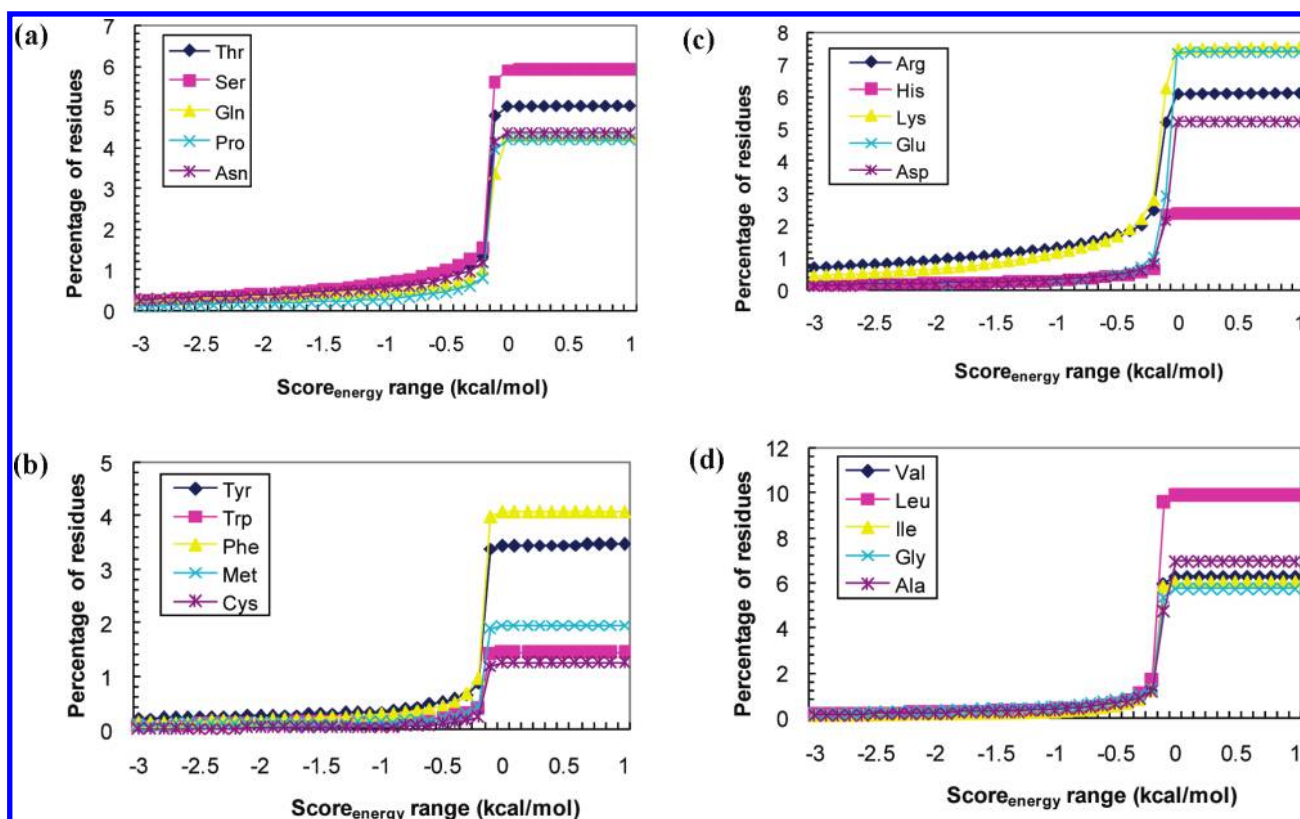 (a)
Percentage of residues
7
6
5
4
3
2
1
0
Thr
Ser
Gln
Pro
Asn
-3 -2.5 -2 -1.5 -1 -0.5 0 0.5 1
Scoreenergy range (kcal/mol)
(c)
Percentage of residues
8
7
6
5
4
3
2
1
0
Arg
His
Lys
Glu
Asp
-3 -2.5 -2 -1.5 -1 -0.5 0 0.5 1
Scoreenergy range (kcal/mol)
(b)
Percentage of residues
5
4
3
2
1
0
Tyr
Trp
Phe
Met
Cys
-3 -2.5 -2 -1.5 -1 -0.5 0 0.5 1
Scoreenergy range (kcal/mol)
(d)
Percentage of residues
12
10
8
6
4
2
0
Val
Leu
Ile
Gly
Ala
-3 -2.5 -2 -1.5 -1 -0.5 0 0.5 1
Scoreenergy range (kcal/mol)